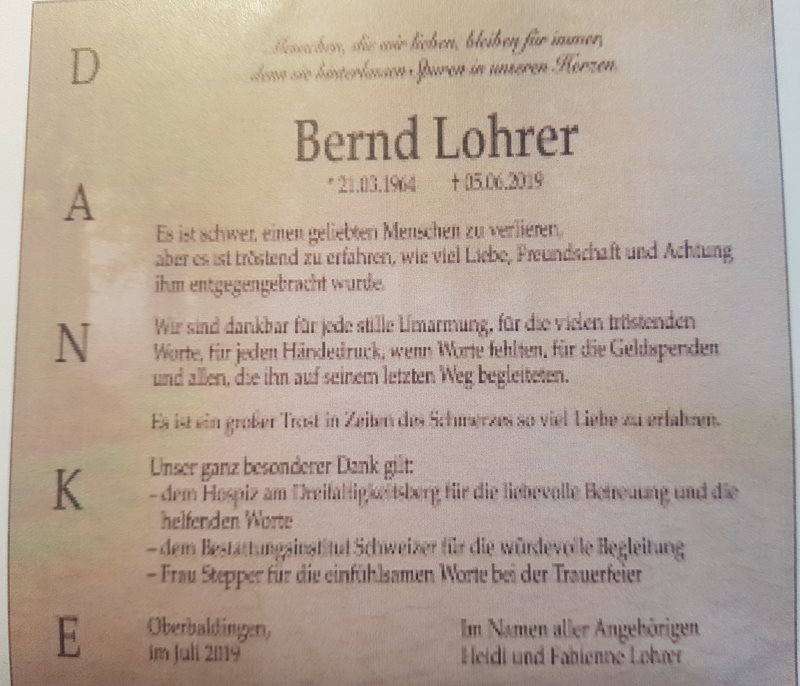 D
Menschen, die wir lieben, bleiben für immer,
denn sie hinterlassen Spuren in unseren Herzen.
Bernd Lohrer
* 21.03.1964 † 05.06.2019
A
Es ist schwer, einen geliebten Menschen zu verlieren,
aber es ist tröstend zu erfahren, wie viel Liebe, Freundschaft und Achtung
ihm entgegengebracht wurde.
N
Wir sind dankbar für jede stille Umarmung, für die vielen tröstenden
Worte, für jeden Händedruck, wenn Worte fehlten, für die Geldspenden
und allen, die ihn auf seinem letzten Weg begleiteten.
Es ist ein großer Trost in Zeiten des Schmerzes so viel Liebe zu erfahren.
K
Unser ganz besonderer Dank gilt:
– dem Hospiz am Dreifaltigkeitsberg für die liebevolle Betreuung und die
helfenden Worte
– dem Bestattungsinstitut Schweizer für die würdevolle Begleitung
– Frau Stepper für die einfühlsamen Worte bei der Trauerfeier
E
Oberbaldingen, Im Namen aller Angehörigen
im Juli 2019 Heidi und Fabienne Lohrer